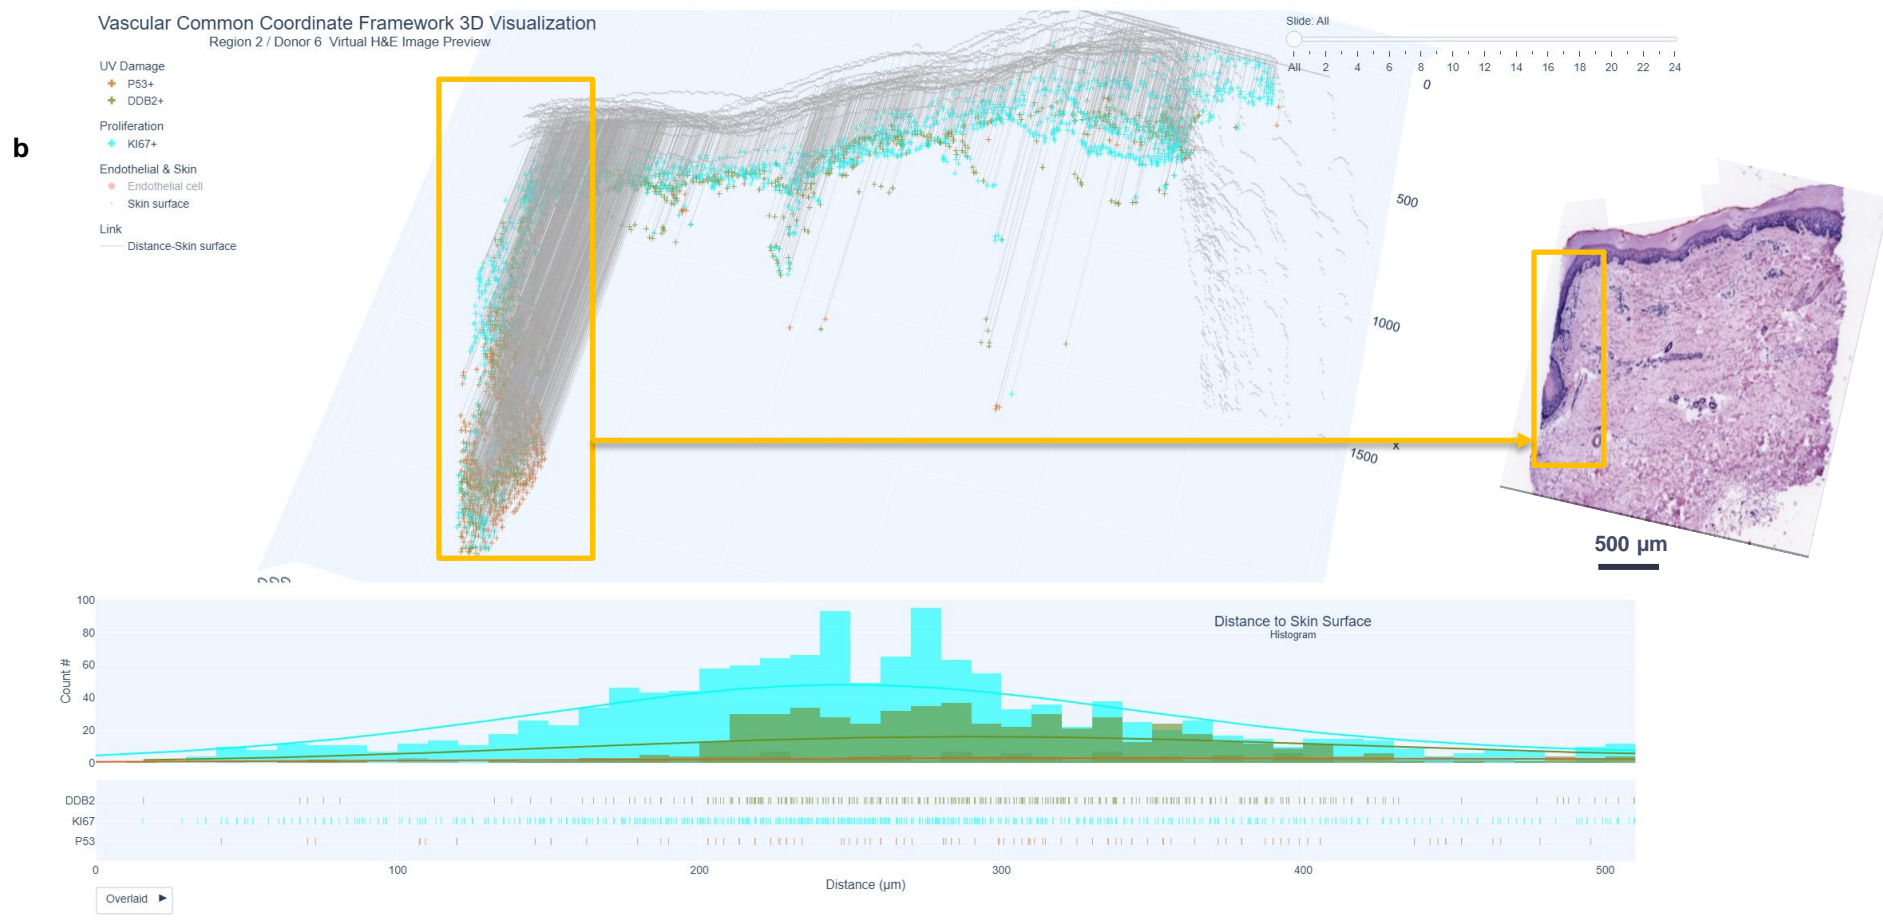 Vascular Common Coordinate Framework 3D Visualization
Region 2 / Donor 6 Virtual H&E Image Preview
Slide: All
All 2 4 6 8 10 12 14 16 18 20 22 24
UV Damage
P53+
DDB2+
Proliferation
KI67+
Endothelial & Skin
Endothelial cell
Skin surface
Link
Distance-Skin surface
b
0
500
1000
1500
x
500 µm
Distance to Skin Surface
Histogram
Count #
100
80
60
40
20
0
DDB2
KI67
P53
0 100 200 300 400 500
Distance (µm)
Overlaid ►